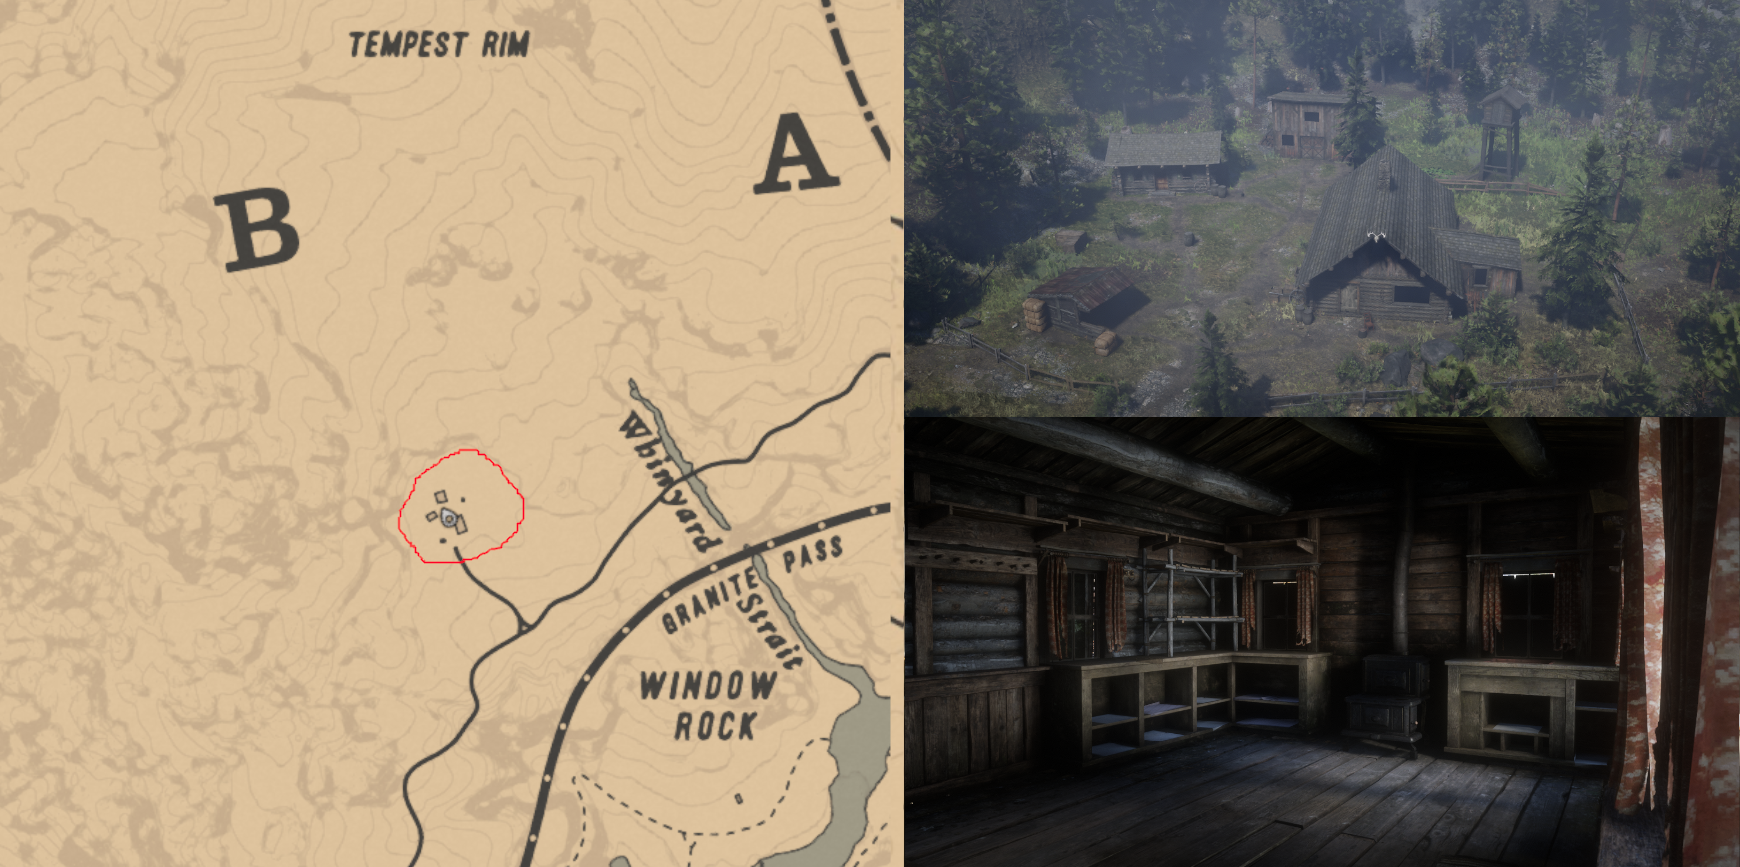 TEMPEST RIM
A
B
Whinyard
Strait
GRANITE PASS
WINDOW
ROCK